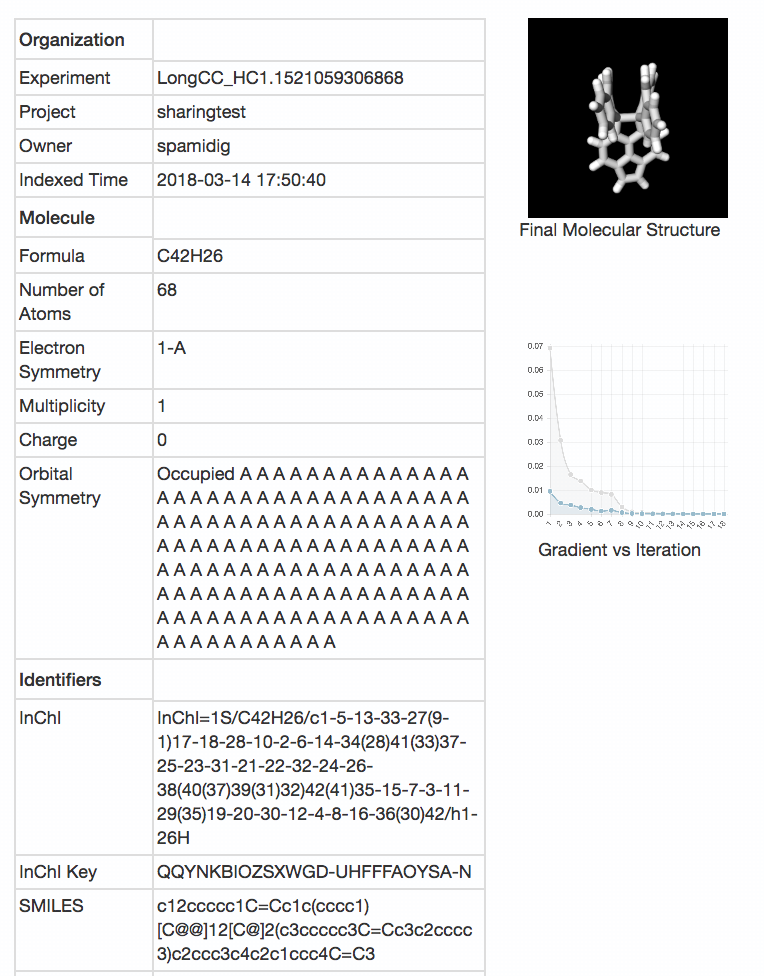 Organization
Experiment LongCC_HC1.1521059306868
Project sharingtest
Owner spamidig
Indexed Time 2018-03-14 17:50:40
Molecule
Formula C42H26
Number of Atoms 68
Electron Symmetry 1-A
Multiplicity 1
Charge 0
Orbital Symmetry
Occupied A A A A A A A A A A A A A A
A A A A A A A A A A A A A A A A A A A
A A A A A A A A A A A A A A A A A A A
A A A A A A A A A A A A A A A A A A A
A A A A A A A A A A A A A A A A A A A
A A A A A A A A A A A A A A A A A A A
A A A A A A A A A A A A A A A A A A A
A A A A A A A A A A A
Identifiers
InChI
InChI=1S/C42H26/c1-5-13-33-27(9-
1)17-18-28-10-2-6-14-34(28)41(33)37-
25-23-31-21-22-32-24-26-
38(40(37)39(31)32)42(41)35-15-7-3-11-
29(35)19-20-30-12-4-8-16-36(30)42/h1-
26H
InChI Key QQYNKBIOZSXWGD-UHFFFAOYSA-N
SMILES
c12ccccc1C=Cc1c(cccc1)
[C@@]12[C@]2(c3ccccc3C=Cc3c2cccc
3)c2ccc3c4c2c1ccc4C=C3
Final Molecular Structure
0.07
0.06
0.05
0.04
0.03
0.02
0.01
0.00
1 2 3 4 5 6 7 8 9 10 11 12 13 14 15 16 17 18
Gradient vs Iteration